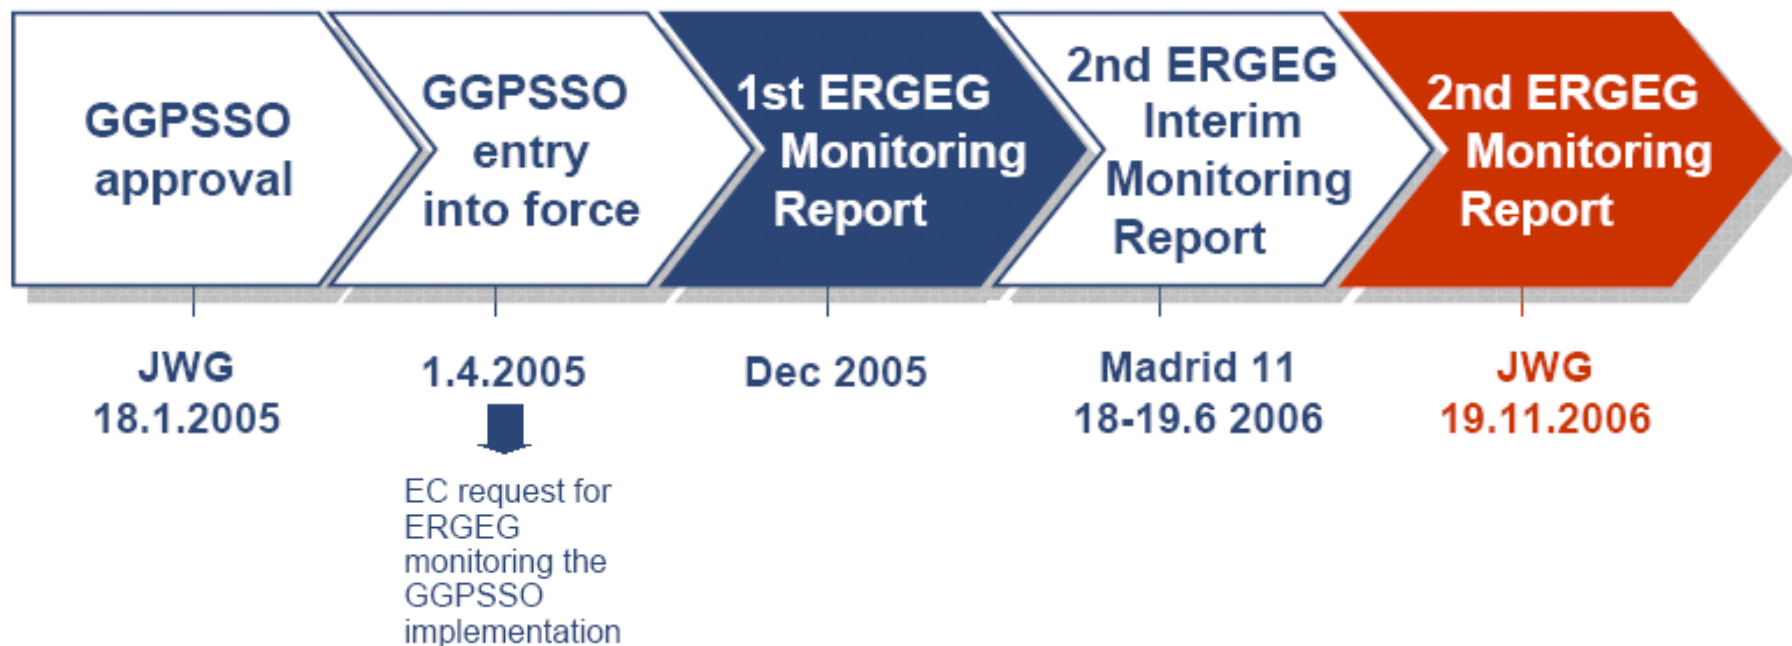 GGPSSO
approval
GGPSSO
entry
into force
1st ERGEG
Monitoring
Report
2nd ERGEG
Interim
Monitoring
Report
2nd ERGEG
Monitoring
Report
JWG
18.1.2005
1.4.2005
Dec 2005
Madrid 11
18-19.6 2006
JWG
19.11.2006
EC request for
ERGEG
monitoring the
GGPSSO
implementation